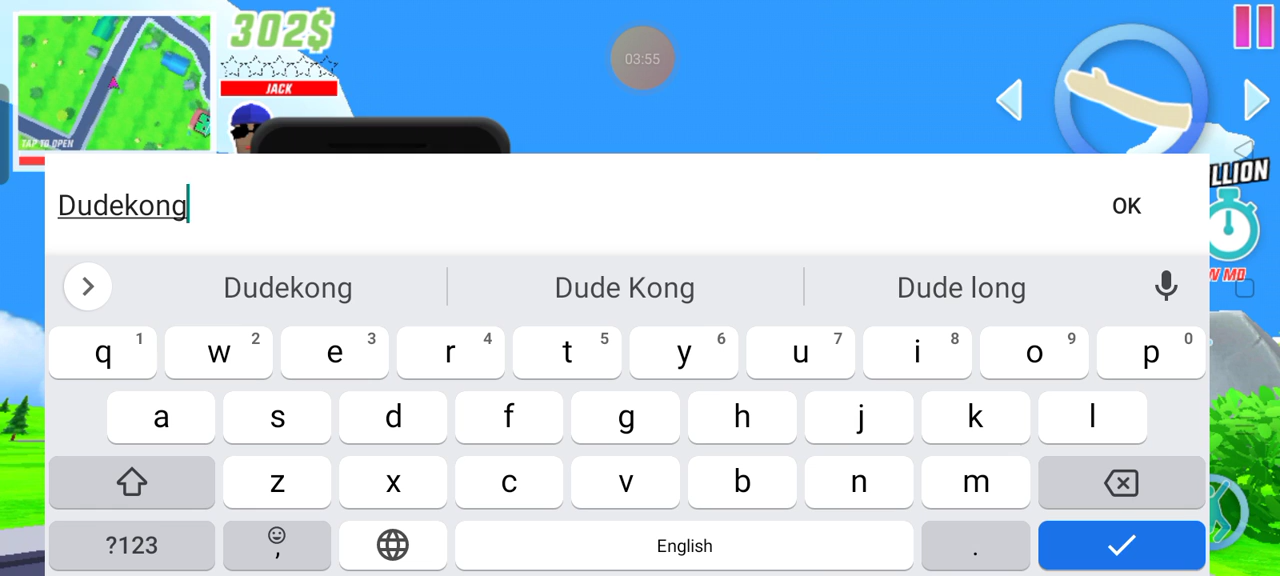 302$
03:55
JACK
TAP TO OPEN
LLION
Dudekong
OK
W MO
Dudekong Dude Kong Dude long
q 1 w 2 e 3 r 4 t 5 y 6 u 7 i 8 o 9 p 0
a s d f g h j k l
z x c v b n m
?123 , English .